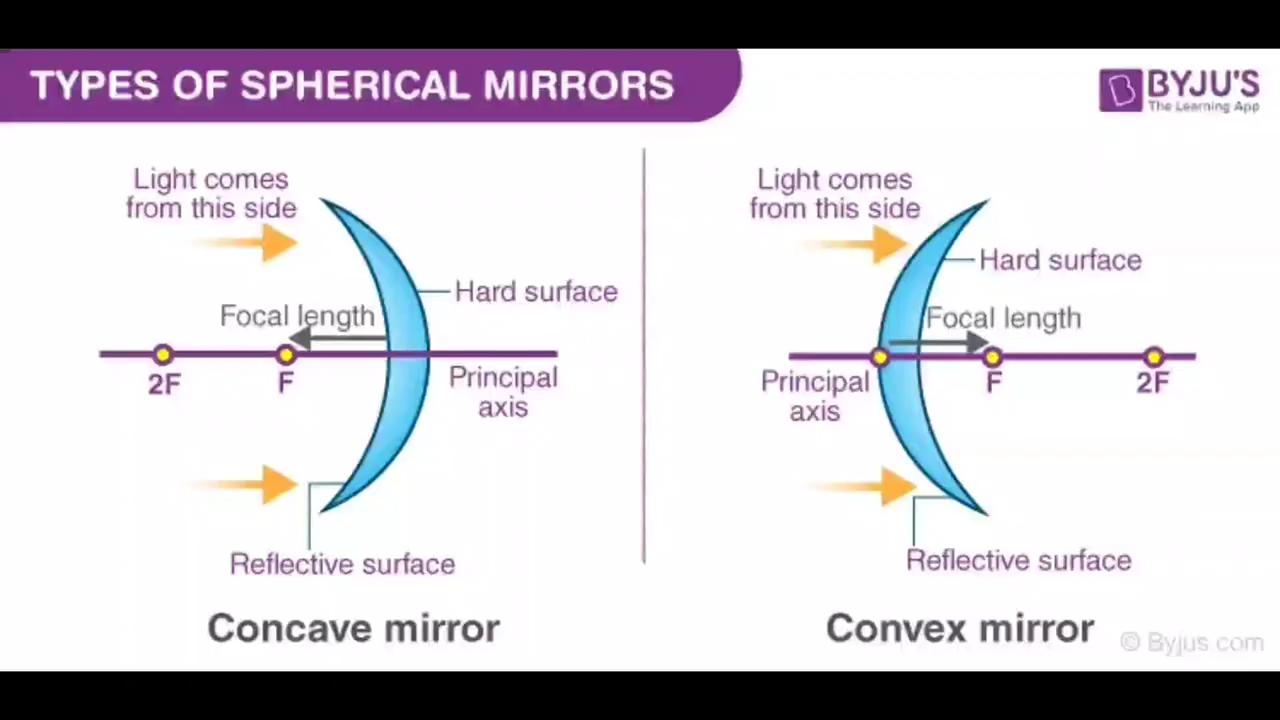 TYPES OF SPHERICAL MIRRORS
BYJU'S
The Learning App
Light comes
from this side
Hard surface
Focal length
2F
F
Principal
axis
Reflective surface
Concave mirror
Light comes
from this side
Hard surface
Focal length
Principal
axis
F
2F
Reflective surface
Convex mirror
© Byjus.com